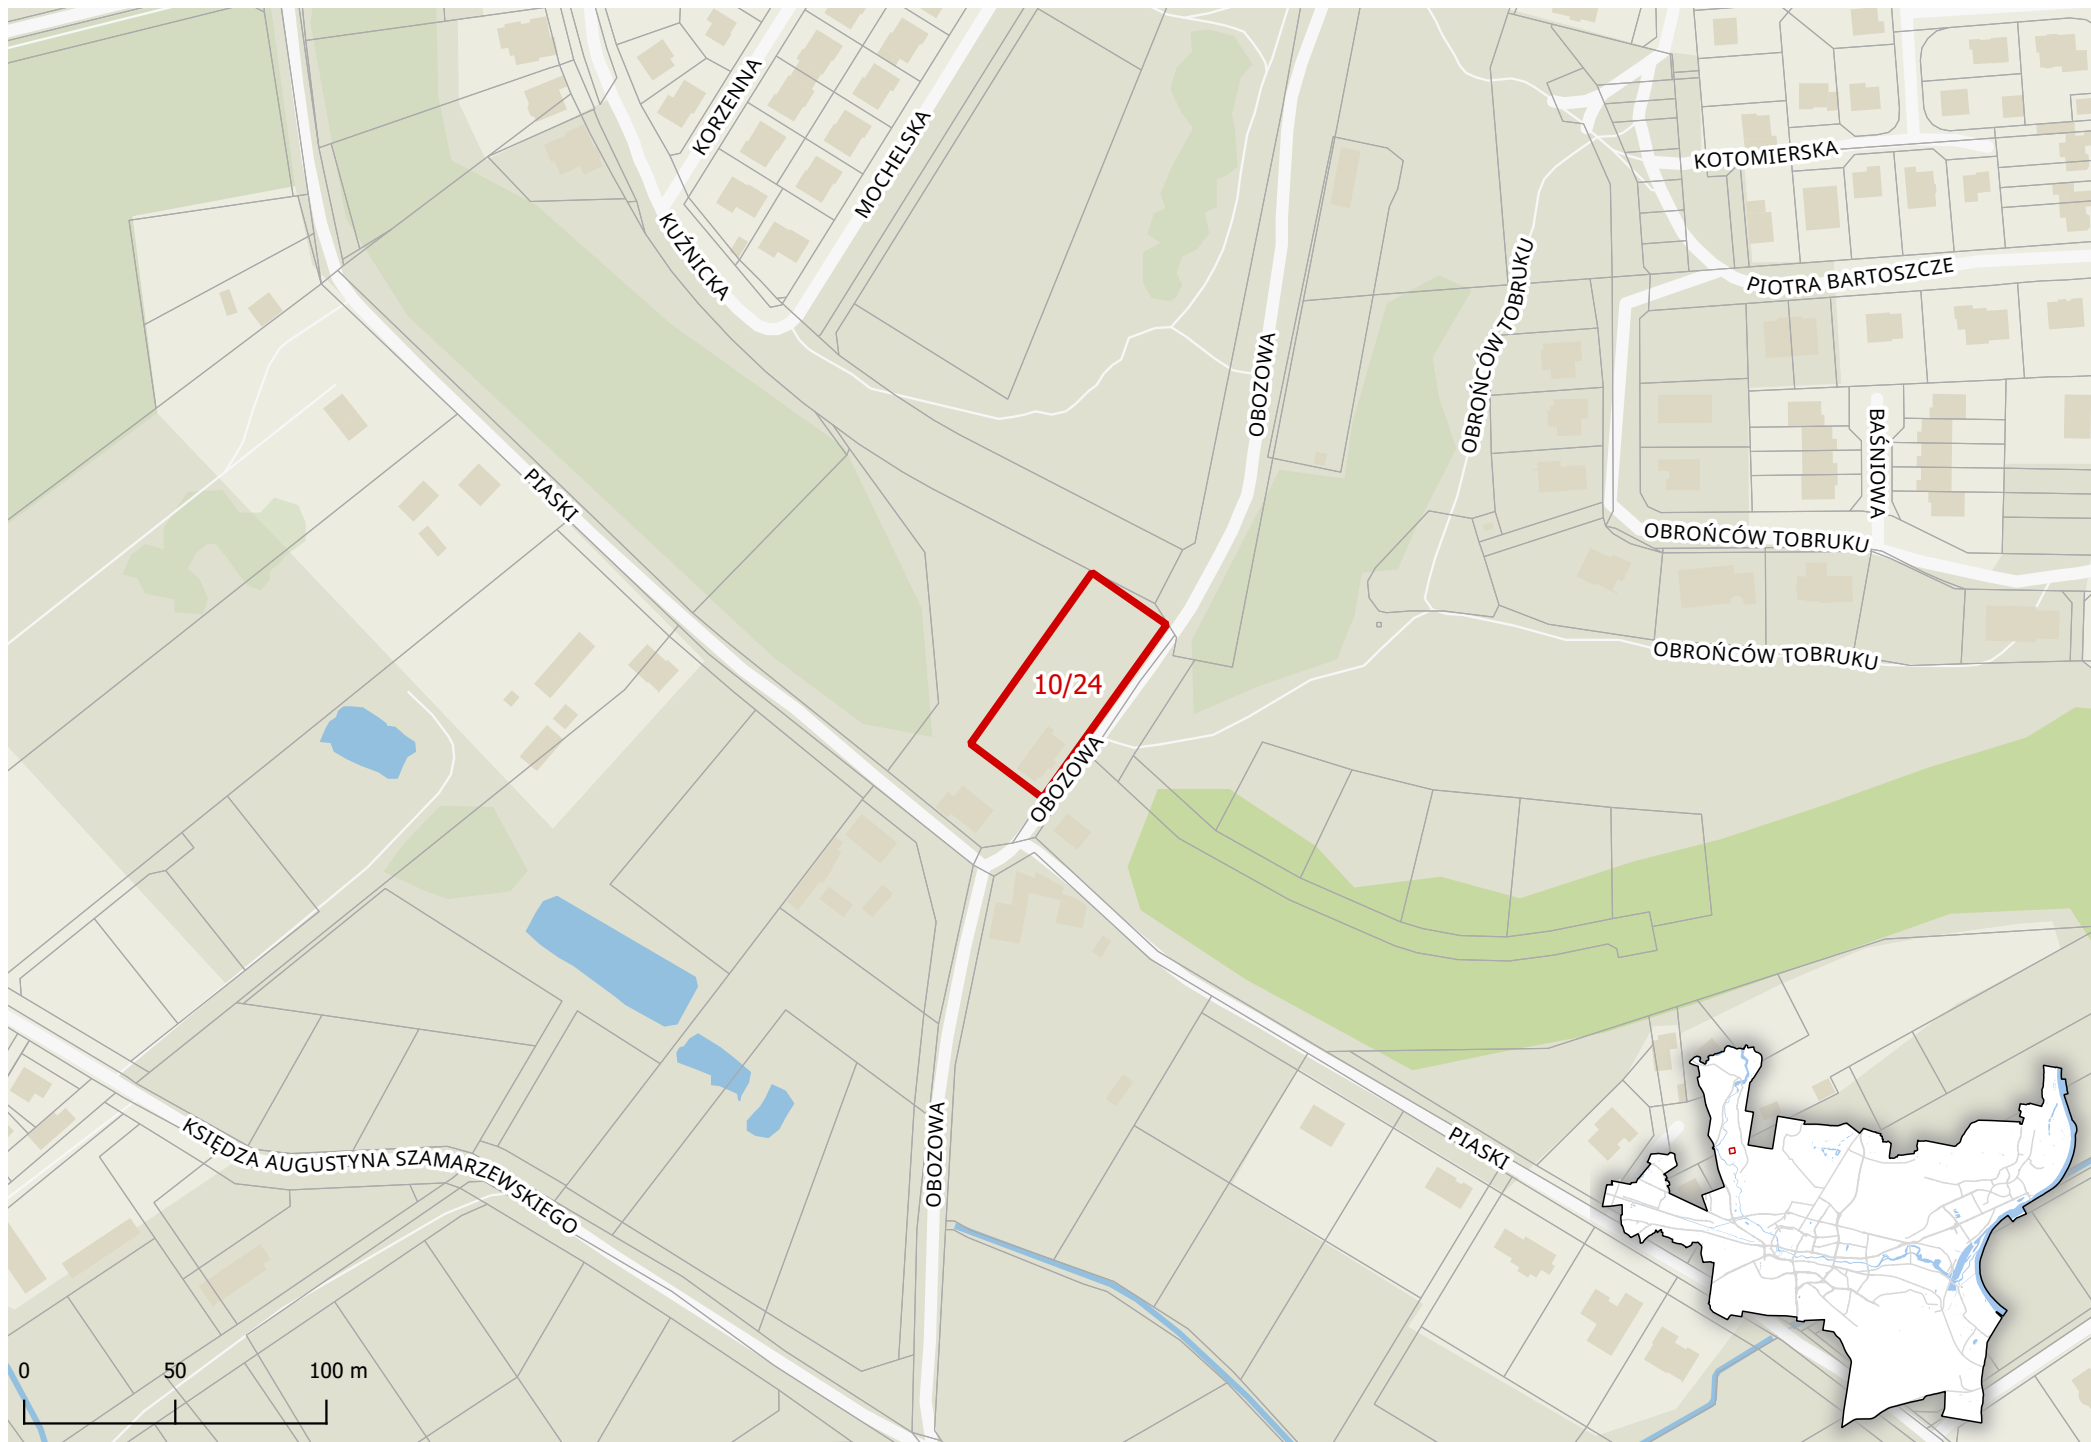 KORZENNA
MOCHELSKA
KUŹNICKA
KOTOMIERSKA
PIOTRA BARTOSZCZE
OBROŃCÓW TOBRUKU
OBOZOWA
BAŚNIOWA
PIASKI
OBROŃCÓW TOBRUKU
OBROŃCÓW TOBRUKU
10/24
OBOZOWA
OBOZOWA
PIASKI
KSIĘDZA AUGUSTYNA SZAMARZEWSKIEGO
0 50 100 m